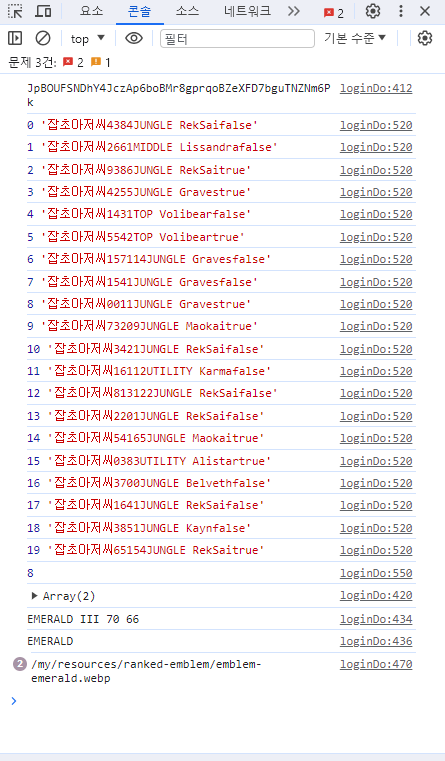 요소 콘솔 소스 네트워크 2
top 필터 기본 수준
문제 3건: 2 1
JpBOUFSNDhY4JczAp6boBMr8gprqoBZeXFD7bguTNZNm6P loginDo:412
k
0 '잡초아저씨4384JUNGLE RekSaifalse' loginDo:520
1 '잡초아저씨2661MIDDLE Lissandrafalse' loginDo:520
2 '잡초아저씨9386JUNGLE RekSaitrue' loginDo:520
3 '잡초아저씨4255JUNGLE Gravestrue' loginDo:520
4 '잡초아저씨1431TOP Volibearfalse' loginDo:520
5 '잡초아저씨5542TOP Volibeartrue' loginDo:520
6 '잡초아저씨157114JUNGLE Gravesfalse' loginDo:520
7 '잡초아저씨1541JUNGLE Gravesfalse' loginDo:520
8 '잡초아저씨0011JUNGLE Gravestrue' loginDo:520
9 '잡초아저씨73209JUNGLE Maokaitrue' loginDo:520
10 '잡초아저씨3421JUNGLE RekSaifalse' loginDo:520
11 '잡초아저씨16112UTILITY Karmafalse' loginDo:520
12 '잡초아저씨813122JUNGLE RekSaifalse' loginDo:520
13 '잡초아저씨2201JUNGLE RekSaifalse' loginDo:520
14 '잡초아저씨54165JUNGLE Maokaitrue' loginDo:520
15 '잡초아저씨0383UTILITY Alistartrue' loginDo:520
16 '잡초아저씨3700JUNGLE Belvethfalse' loginDo:520
17 '잡초아저씨1641JUNGLE RekSaifalse' loginDo:520
18 '잡초아저씨3851JUNGLE Kaynfalse' loginDo:520
19 '잡초아저씨65154JUNGLE RekSaitrue' loginDo:520
8 loginDo:550
Array(2) loginDo:420
EMERALD III 70 66 loginDo:434
EMERALD loginDo:436
2 /my/resources/ranked-emblem/emblem- loginDo:470
emerald.webp